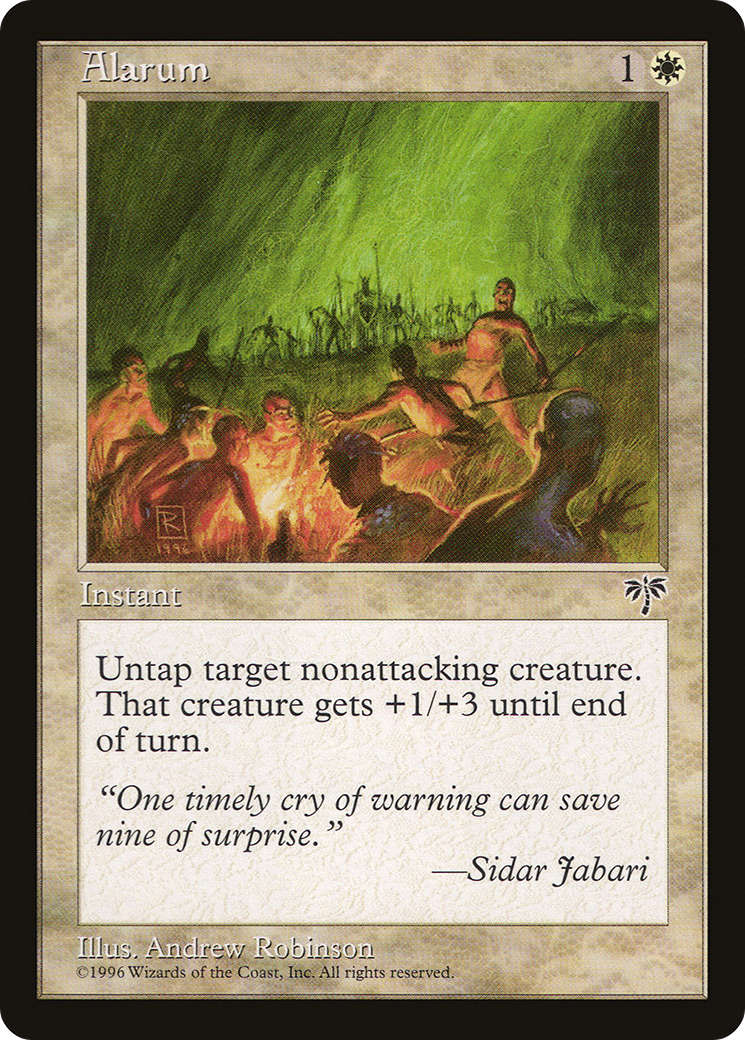 Alarum
1
Instant
Untap target nonattacking creature.
That creature gets +1/+3 until end
of turn.
“One timely cry of warning can save
nine of surprise.”
—Sidar Jabari
R
1996
Illus. Andrew Robinson
©1996 Wizards of the Coast, Inc. All rights reserved.